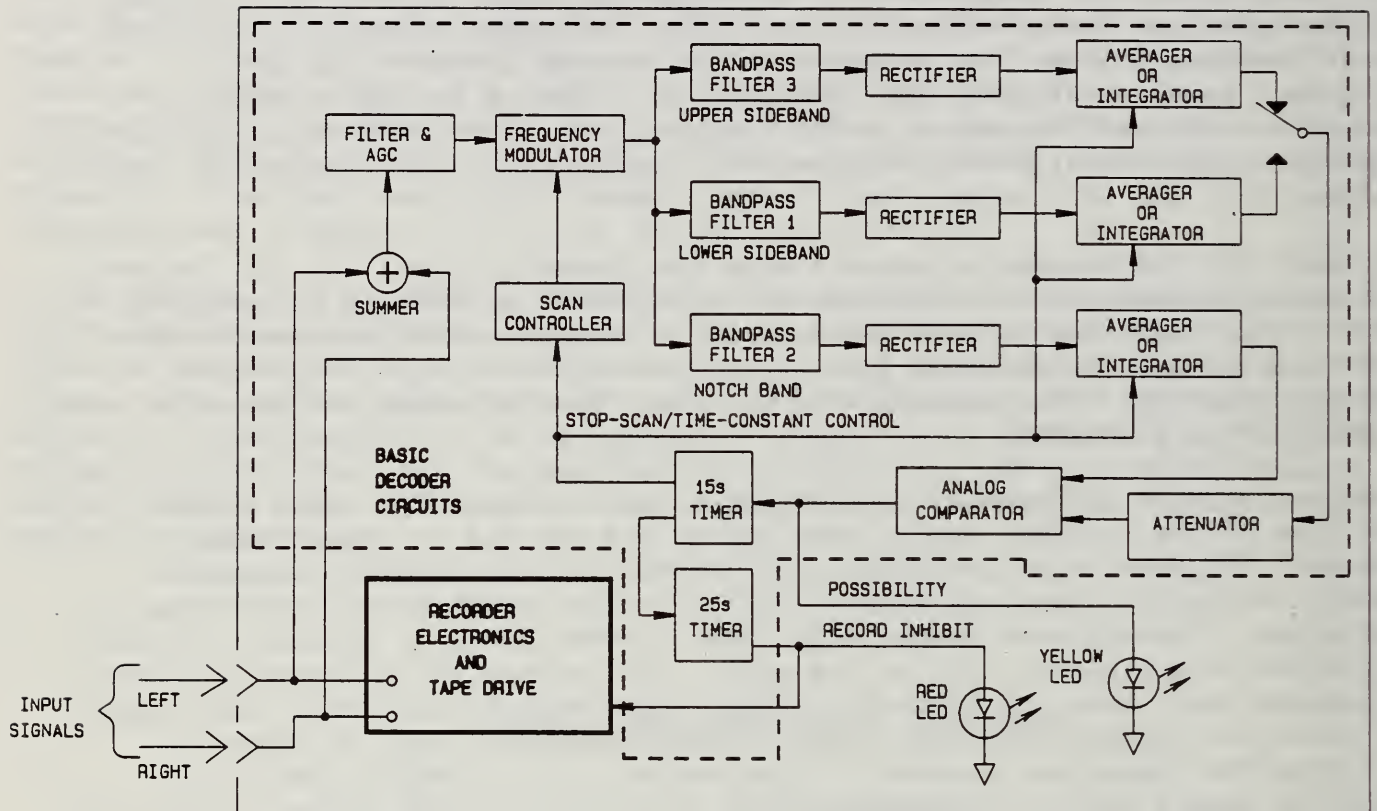 BANDPASS
FILTER 3
UPPER SIDEBAND
RECTIFIER
AVERAGER
OR
INTEGRATOR
FILTER &
AGC
FREQUENCY
MODULATOR
BANDPASS
FILTER 1
LOWER SIDEBAND
RECTIFIER
AVERAGER
OR
INTEGRATOR
+
SUMMER
SCAN
CONTROLLER
BANDPASS
FILTER 2
NOTCH BAND
RECTIFIER
AVERAGER
OR
INTEGRATOR
STOP-SCAN/TIME-CONSTANT CONTROL
BASIC
DECODER
CIRCUITS
15s
TIMER
ANALOG
COMPARATOR
ATTENUATOR
25s
TIMER
POSSIBILITY
RECORD INHIBIT
RECORDER
ELECTRONICS
AND
TAPE DRIVE
YELLOW
LED
RED
LED
INPUT
SIGNALS
LEFT
RIGHT